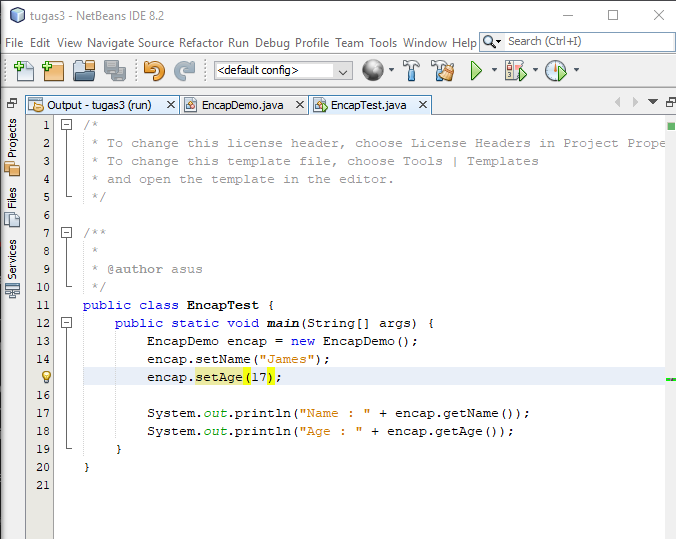 tugas3 - NetBeans IDE 8.2
File Edit View Navigate Source Refactor Run Debug Profile Team Tools Window Help Search (Ctrl+I)
<default config>
Output - tugas3 (run) EncapDemo.java EncapTest.java
Projects
Files
Services
1 /*
2 * To change this license header, choose License Headers in Project Prope
3 * To change this template file, choose Tools | Templates
4 * and open the template in the editor.
5 */
6
7 /**
8 *
9 * @author asus
10 */
11 public class EncapTest {
12 public static void main(String[] args) {
13 EncapDemo encap = new EncapDemo();
14 encap.setName("James");
encap.setAge(17);
16
17 System.out.println("Name : " + encap.getName());
18 System.out.println("Age : " + encap.getAge());
19 }
20 }
21